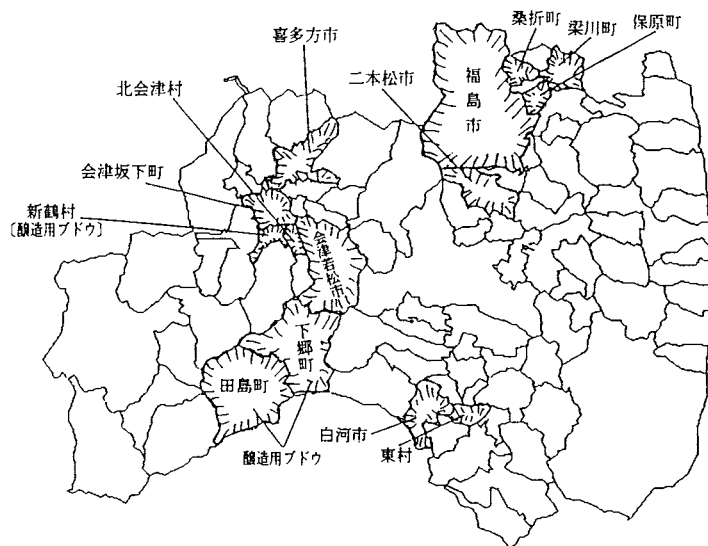 喜多方市
桑折町
梁川町
保原町
北会津村
二本松市
福島市
会津坂下町
新鶴村
〔醸造用ブドウ〕
会津若松市
下郷町
田島町
醸造用ブドウ
白河市
東村